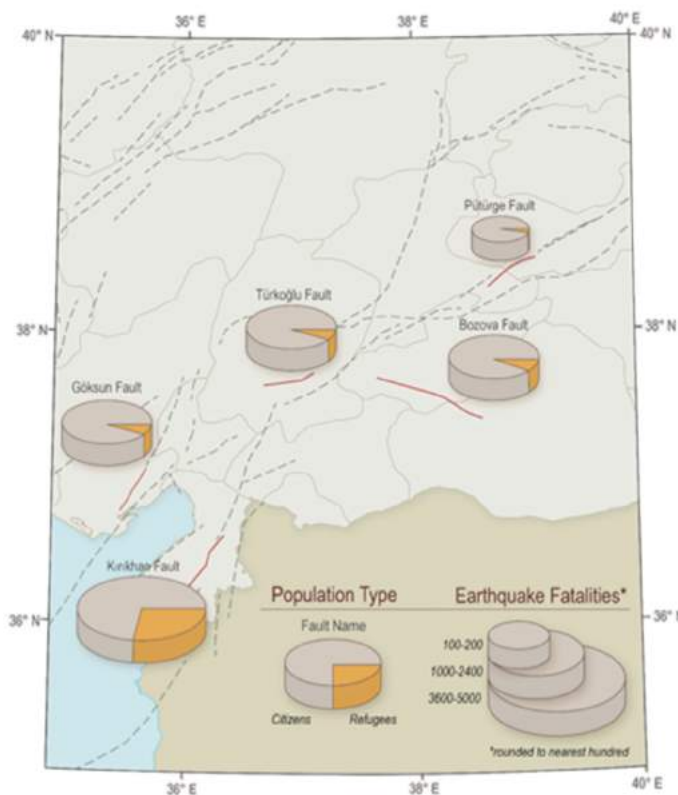 36° E
38° E
40° N
40° E
40° N
Pütürge Fault
Türkoğlu Fault
38° N
Bozova Fault
38° N
Göksun Fault
Kırıkhan Fault
36° N
Population Type
Earthquake Fatalities*
36° N
Fault Name
100-200
1000-2400
3600-5000
Citizens
Refugees
*rounded to nearest hundred
36° E
38° E
40° E